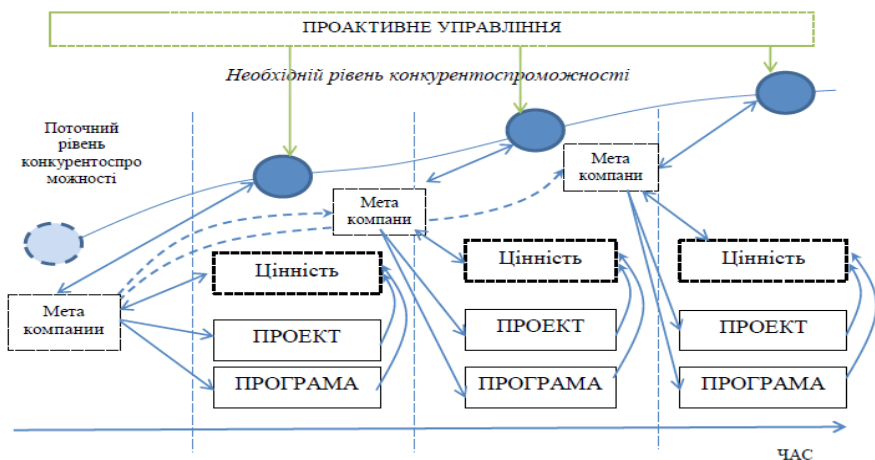 ПРОАКТИВНЕ УПРАВЛІННЯ
Необхідній рівень конкурентоспроможності
Поточний
рівень
конкурентоспро
можності
Мета
компани
Мета
компани
Цінність
Цінність
Цінність
Мета
компании
ПРОЕКТ
ПРОЕКТ
ПРОЕКТ
ПРОГРАМА
ПРОГРАМА
ПРОГРАМА
ЧАС